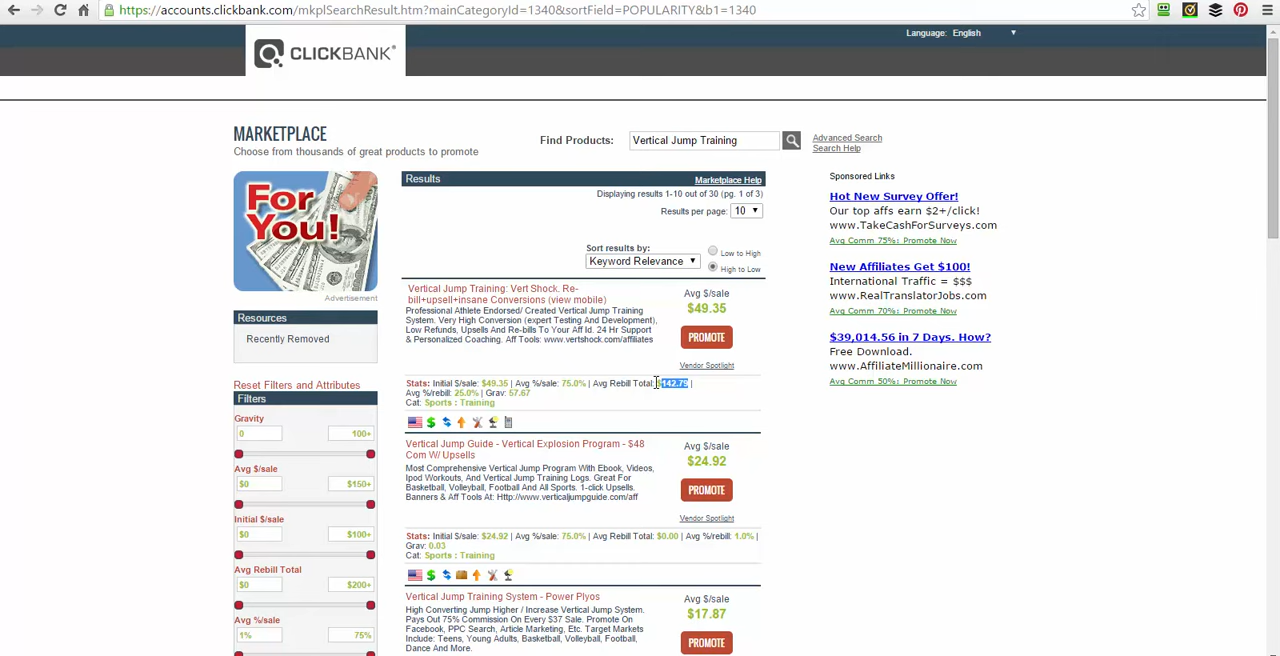 https://accounts.clickbank.com/mkplSearchResult.htm?mainCategoryId=1340&sortField=POPULARITY&b1=1340
Language: English
CLICKBANK®
MARKETPLACE
Choose from thousands of great products to promote
Find Products: Vertical Jump Training
Advanced Search
Search Help
For
You!
Advertisement
Resources
Recently Removed
Reset Filters and Attributes
Filters
Gravity
0 100+
Avg $/sale
$0 $150+
Initial $/sale
$0 $100+
Avg Rebill Total
$0 $200+
Avg %/sale
1% 75%
Results Marketplace Help
Displaying results 1-10 out of 30 (pg. 1 of 3)
Results per page: 10
Sort results by:
Keyword Relevance
Low to High
High to Low
Vertical Jump Training: Vert Shock. Re-
bill+upsell+insane Conversions (view mobile)
Professional Athlete Endorsed/ Created Vertical Jump Training
System. Very High Conversion (expert Testing And Development),
Low Refunds, Upsells And Re-bills To Your Aff Id. 24 Hr Support
& Personalized Coaching. Aff Tools: www.vertshock.com/affiliates
Avg $/sale
$49.35
PROMOTE
Vendor Spotlight
Stats: Initial $/sale: $49.35 | Avg %/sale: 75.0% | Avg Rebill Total: $142.79 |
Avg %/rebill: 25.0% | Grav: 57.67
Cat: Sports : Training
Vertical Jump Guide - Vertical Explosion Program - $48
Com W/ Upsells
Most Comprehensive Vertical Jump Program With Ebook, Videos,
Ipod Workouts, And Vertical Jump Training Logs. Great For
Basketball, Volleyball, Football And All Sports. 1-click Upsells.
Banners & Aff Tools At: Http://www.verticaljumpguide.com/aff
Avg $/sale
$24.92
PROMOTE
Vendor Spotlight
Stats: Initial $/sale: $24.92 | Avg %/sale: 75.0% | Avg Rebill Total: $0.00 | Avg %/rebill: 1.0% |
Grav: 0.03
Cat: Sports : Training
Vertical Jump Training System - Power Plyos
High Converting Jump Higher / Increase Vertical Jump System.
Pays Out 75% Commission On Every $37 Sale. Promote On
Facebook, PPC Search, Article Marketing, Etc. Target Markets
Include: Teens, Young Adults, Basketball, Volleyball, Football,
Dance And More.
Avg $/sale
$17.87
PROMOTE
Sponsored Links
Hot New Survey Offer!
Our top affs earn $2+/click!
www.TakeCashForSurveys.com
Avg Comm 75%: Promote Now
New Affiliates Get $100!
International Traffic = $$$
www.RealTranslatorJobs.com
Avg Comm 70%: Promote Now
$39,014.56 in 7 Days. How?
Free Download.
www.AffiliateMillionaire.com
Avg Comm 50%: Promote Now